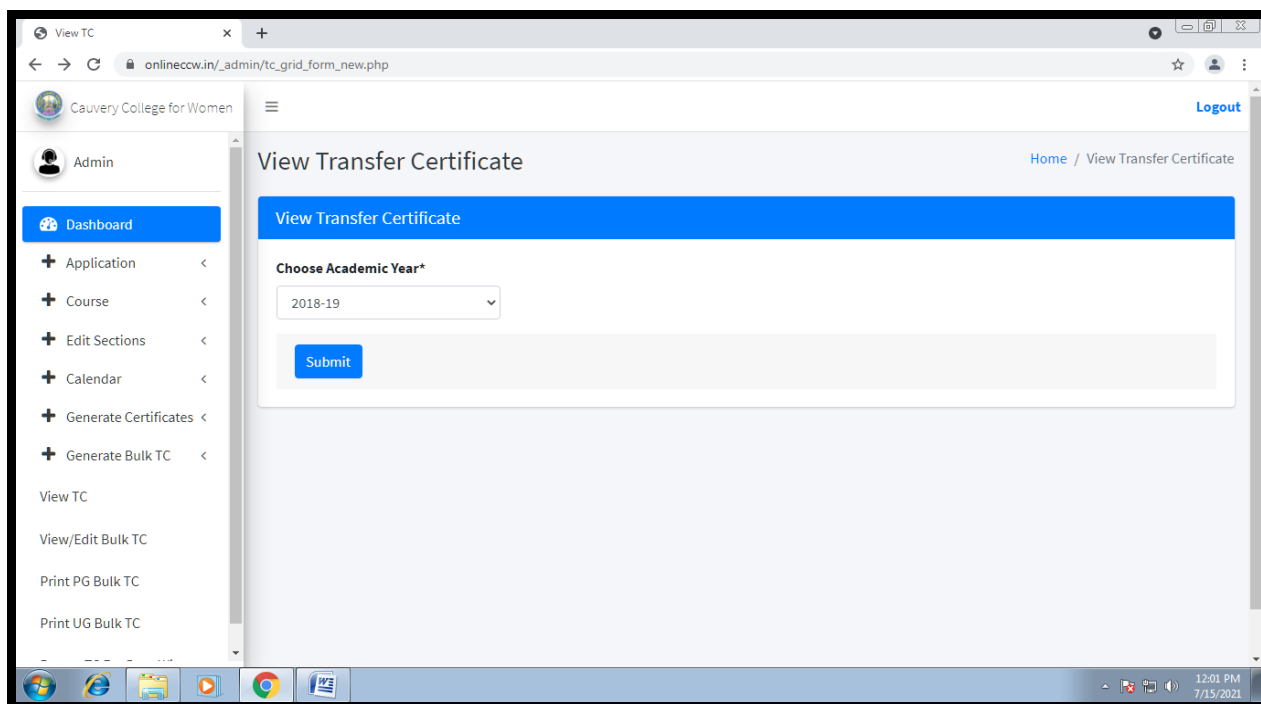 View TC
onlineccw.in/_admin/tc_grid_form_new.php
Cauvery College for Women
Logout
Admin
View Transfer Certificate
Home / View Transfer Certificate
Dashboard
Application
Course
Edit Sections
Calendar
Generate Certificates
Generate Bulk TC
View TC
View/Edit Bulk TC
Print PG Bulk TC
Print UG Bulk TC
View Transfer Certificate
Choose Academic Year*
2018-19
Submit
12:01 PM
7/15/2021